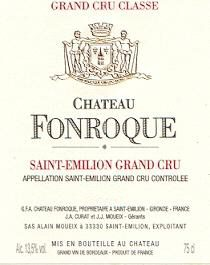 GRAND CRU CLASSE
CHATEAU
FONROQUE
SAINT-EMILION GRAND CRU
APPELLATION SAINT-EMILION GRAND CRU CONTROLEE
G.F.A. CHATEAU FONROQUE, PROPRIETAIRE A SAINT-EMILION - GIRONDE - FRANCE
J.A. CURAT et J.J. MOUEIX - Gérants
SAS ALAIN MOUEIX A 33330 SAINT-EMILION, EXPLOITANT
Alc. 13,5% vol.
MIS EN BOUTEILLE AU CHATEAU
75 cl
GRAND VIN DE BORDEAUX - PRODUIT DE FRANCE